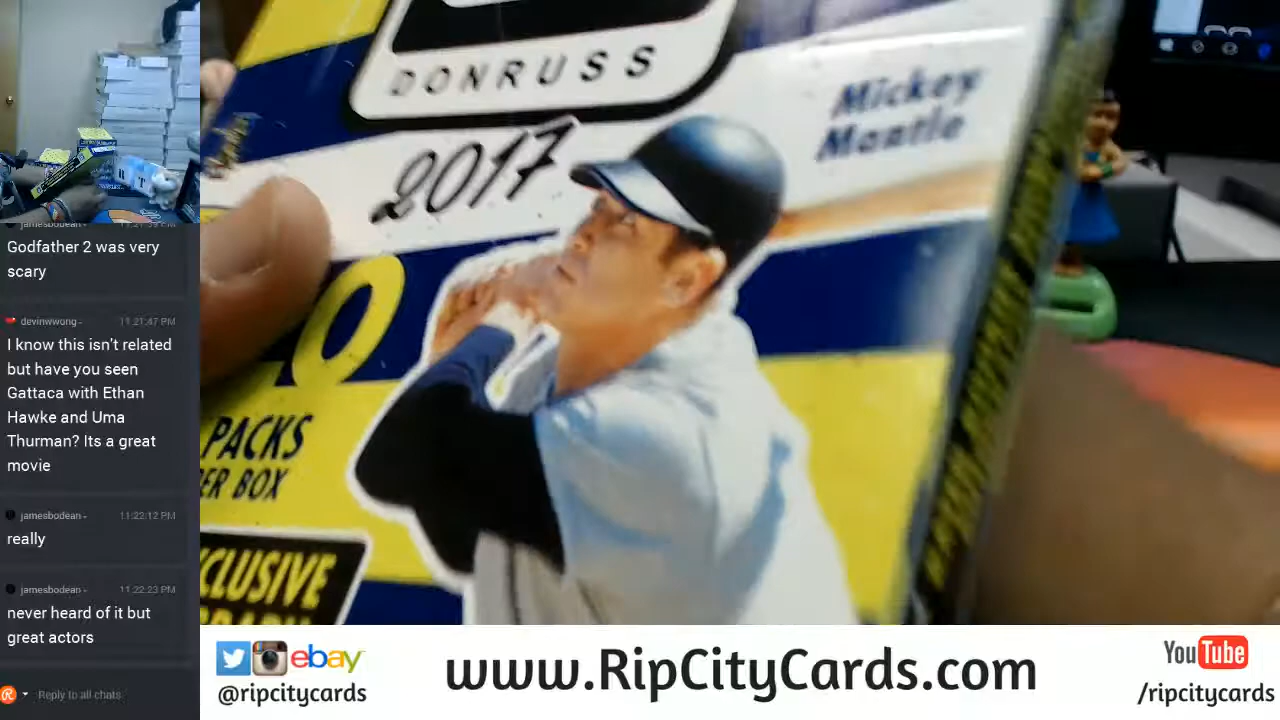 jamesbodean-
Godfather 2 was very
scary
devinwwong- 11:21:47 PM
I know this isn't related
but have you seen
Gattaca with Ethan
Hawke and Uma
Thurman? Its a great
movie
jamesbodean- 11:22:12 PM
really
jamesbodean- 11:22:23 PM
never heard of it but
great actors
Reply to all chats
DONRUSS
2017
Mickey
Mantle
PACKS
ER BOX
CLUSIVE
ebay
@ripcitycards
www.RipCityCards.com
YouTube
/ripcitycards